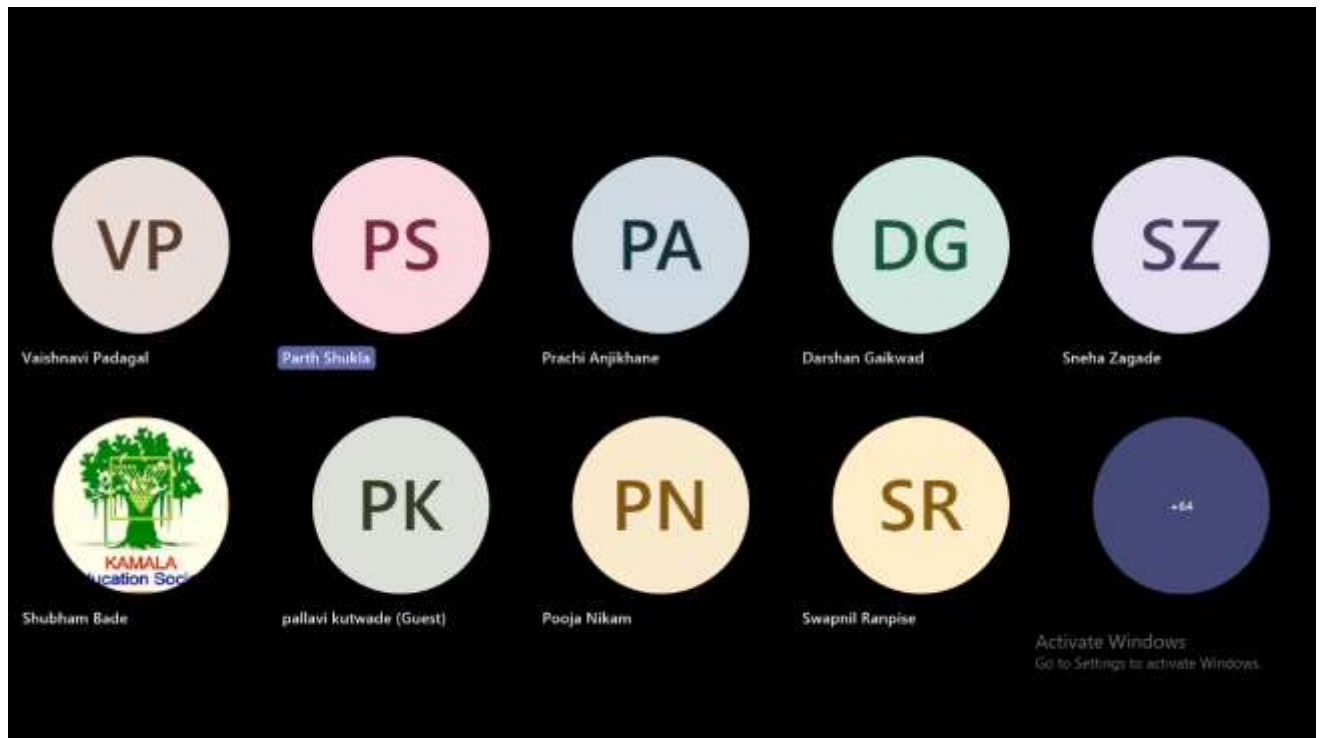 VP
PS
PA
DG
SZ
Vaishnavi Padagal
Parth Shukla
Prachi Anjikhane
Darshan Gaikwad
Sneha Zagade
KAMALA
ucation Soci
PK
PN
SR
+64
Shubham Bade
pallavi kutwade (Guest)
Pooja Nikam
Swapnil Ranpise
Activate Windows
Go to Settings to activate Windows.